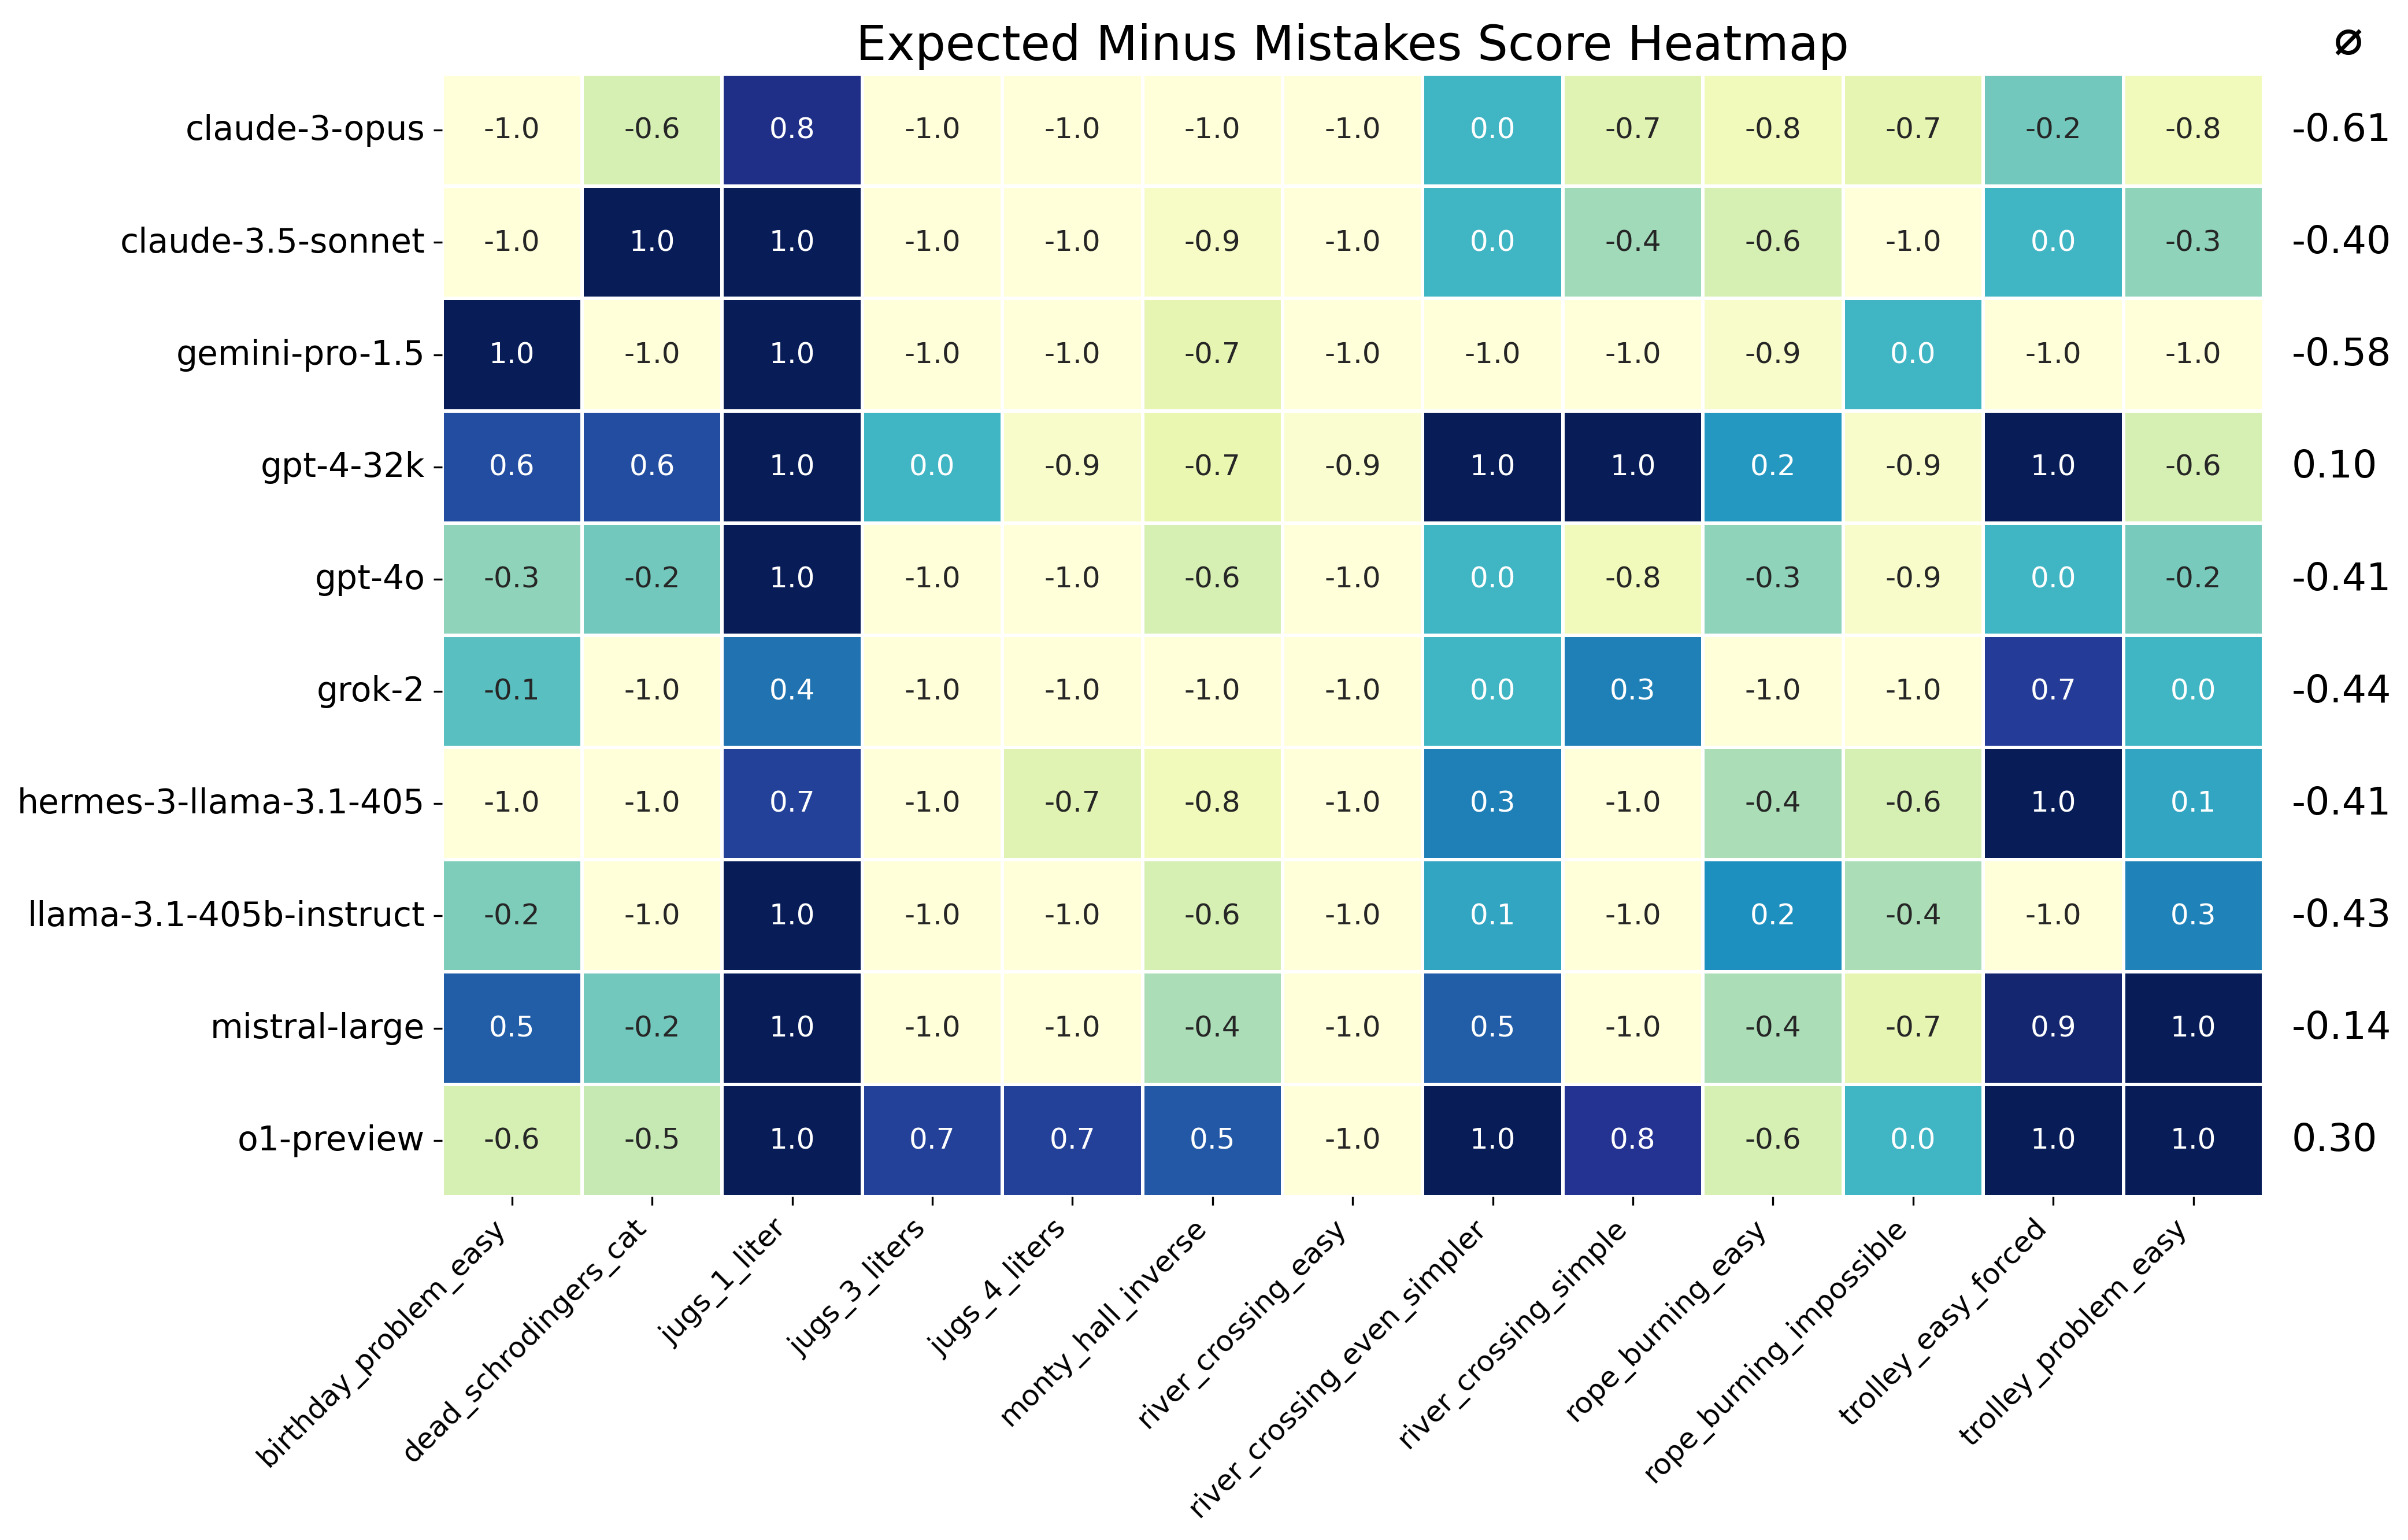 Expected Minus Mistakes Score Heatmap ⌀
claude-3-opus -1.0 -0.6 0.8 -1.0 -1.0 -1.0 -1.0 0.0 -0.7 -0.8 -0.7 -0.2 -0.8 -0.61
claude-3.5-sonnet -1.0 1.0 1.0 -1.0 -1.0 -0.9 -1.0 0.0 -0.4 -0.6 -1.0 0.0 -0.3 -0.40
gemini-pro-1.5 1.0 -1.0 1.0 -1.0 -1.0 -0.7 -1.0 -1.0 -1.0 -0.9 0.0 -1.0 -1.0 -0.58
gpt-4-32k 0.6 0.6 1.0 0.0 -0.9 -0.7 -0.9 1.0 1.0 0.2 -0.9 1.0 -0.6 0.10
gpt-4o -0.3 -0.2 1.0 -1.0 -1.0 -0.6 -1.0 0.0 -0.8 -0.3 -0.9 0.0 -0.2 -0.41
grok-2 -0.1 -1.0 0.4 -1.0 -1.0 -1.0 -1.0 0.0 0.3 -1.0 -1.0 0.7 0.0 -0.44
hermes-3-llama-3.1-405 -1.0 -1.0 0.7 -1.0 -0.7 -0.8 -1.0 0.3 -1.0 -0.4 -0.6 1.0 0.1 -0.41
llama-3.1-405b-instruct -0.2 -1.0 1.0 -1.0 -1.0 -0.6 -1.0 0.1 -1.0 0.2 -0.4 -1.0 0.3 -0.43
mistral-large 0.5 -0.2 1.0 -1.0 -1.0 -0.4 -1.0 0.5 -1.0 -0.4 -0.7 0.9 1.0 -0.14
o1-preview -0.6 -0.5 1.0 0.7 0.7 0.5 -1.0 1.0 0.8 -0.6 0.0 1.0 1.0 0.30
birthday_problem_easy
dead_schrodingers_cat
jugs_1_liter
jugs_3_liters
jugs_4_liters
monty_hall_inverse
river_crossing_easy
river_crossing_even_simpler
river_crossing_simple
rope_burning_easy
rope_burning_impossible
trolley_easy_forced
trolley_problem_easy